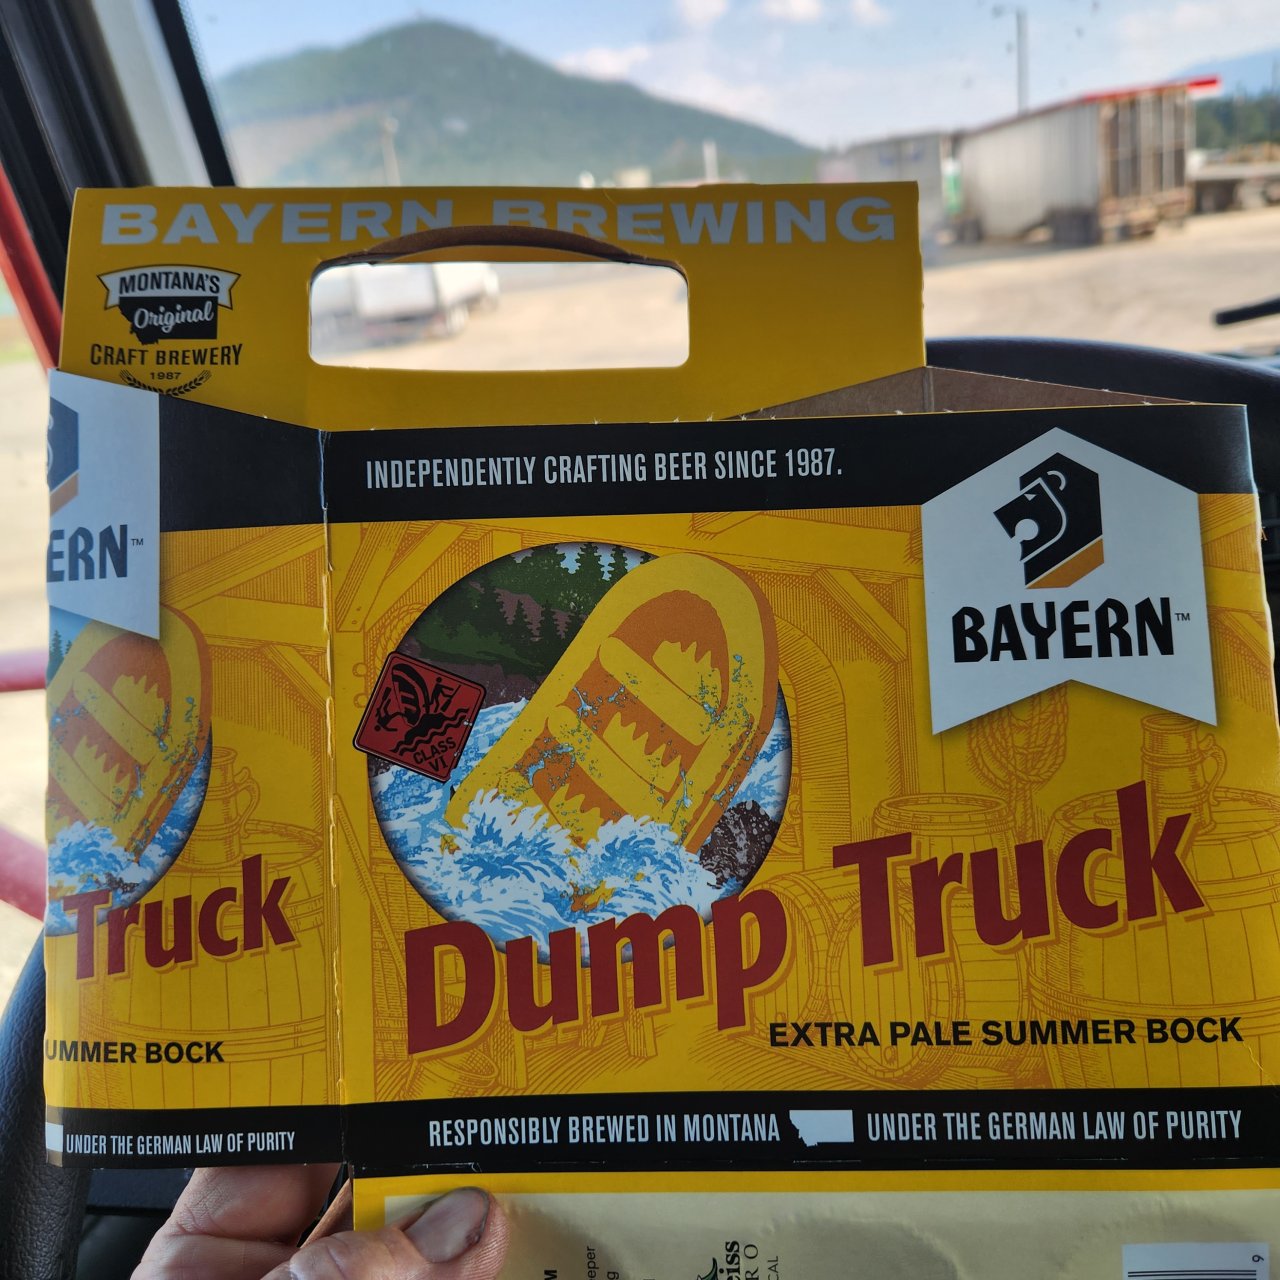 BAYERN BREWING
MONTANA'S
Original
CRAFT BREWERY
1987
INDEPENDENTLY CRAFTING BEER SINCE 1987.
ERN™
BAYERN™
CLASS
VI
Truck
Dump Truck
UMMER BOCK
EXTRA PALE SUMMER BOCK
UNDER THE GERMAN LAW OF PURITY
RESPONSIBLY BREWED IN MONTANA UNDER THE GERMAN LAW OF PURITY